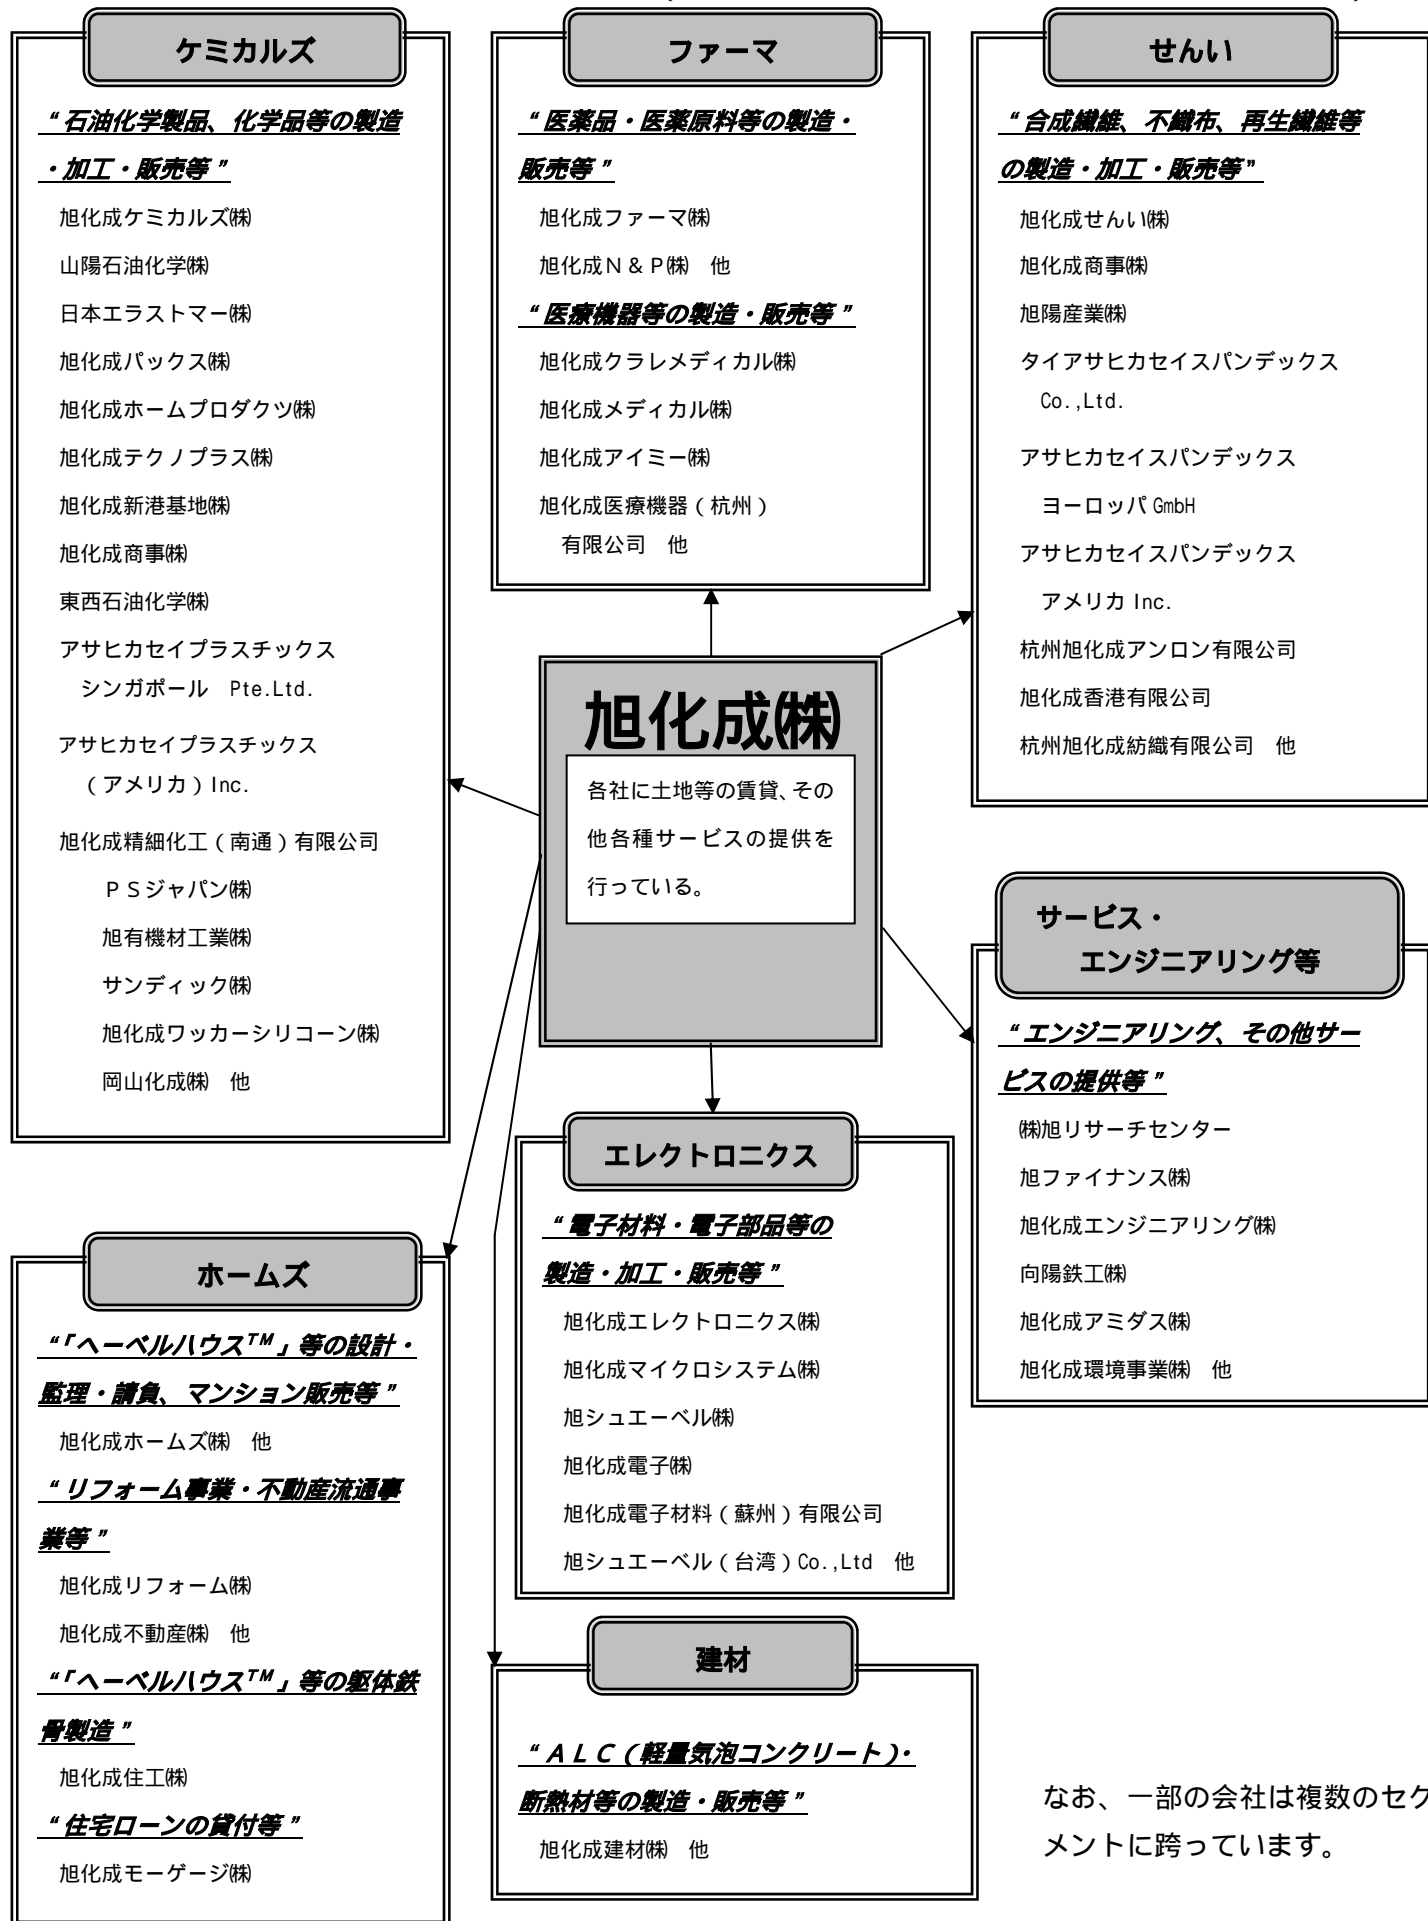 ケミカルズ
“石油化学製品、化学品等の製造
・加工・販売等”
旭化成ケミカルズ㈱
山陽石油化学㈱
日本エラストマー㈱
旭化成パックス㈱
旭化成ホームプロダクツ㈱
旭化成テクノプラス㈱
旭化成新港基地㈱
旭化成商事㈱
東西石油化学㈱
アサヒカセイプラスチックス
シンガポール　Pte.Ltd.
アサヒカセイプラスチックス
（アメリカ）Inc.
旭化成精細化工（南通）有限公司
ＰＳジャパン㈱
旭有機材工業㈱
サンディック㈱
旭化成ワッカーシリコーン㈱
岡山化成㈱　他
ファーマ
“医薬品・医薬原料等の製造・
販売等”
旭化成ファーマ㈱
旭化成Ｎ＆Ｐ㈱　他
“医療機器等の製造・販売等”
旭化成クラレメディカル㈱
旭化成メディカル㈱
旭化成アイミー㈱
旭化成医療機器（杭州）
有限公司　他
せんい
“合成繊維、不織布、再生繊維等
の製造・加工・販売等”
旭化成せんい㈱
旭化成商事㈱
旭陽産業㈱
タイアサヒカセイスパンデックス
Co.,Ltd.
アサヒカセイスパンデックス
ヨーロッパ GmbH
アサヒカセイスパンデックス
アメリカ Inc.
杭州旭化成アンロン有限公司
旭化成香港有限公司
杭州旭化成紡織有限公司　他
旭化成㈱
各社に土地等の賃貸、その
他各種サービスの提供を
行っている。
サービス・
エンジニアリング等
“エンジニアリング、その他サー
ビスの提供等”
㈱旭リサーチセンター
旭ファイナンス㈱
旭化成エンジニアリング㈱
向陽鉄工㈱
旭化成アミダス㈱
旭化成環境事業㈱　他
エレクトロニクス
“電子材料・電子部品等の
製造・加工・販売等”
旭化成エレクトロニクス㈱
旭化成マイクロシステム㈱
旭シュエーベル㈱
旭化成電子㈱
旭化成電子材料（蘇州）有限公司
旭シュエーベル（台湾）Co.,Ltd　他
ホームズ
“「ヘーベルハウス™」等の設計・
監理・請負、マンション販売等”
旭化成ホームズ㈱　他
“リフォーム事業・不動産流通事
業等”
旭化成リフォーム㈱
旭化成不動産㈱　他
“「ヘーベルハウス™」等の躯体鉄
骨製造”
旭化成住工㈱
“住宅ローンの貸付等”
旭化成モーゲージ㈱
建材
“ＡＬＣ（軽量気泡コンクリート）・
断熱材等の製造・販売等”
旭化成建材㈱　他
なお、一部の会社は複数のセグ
メントに跨っています。